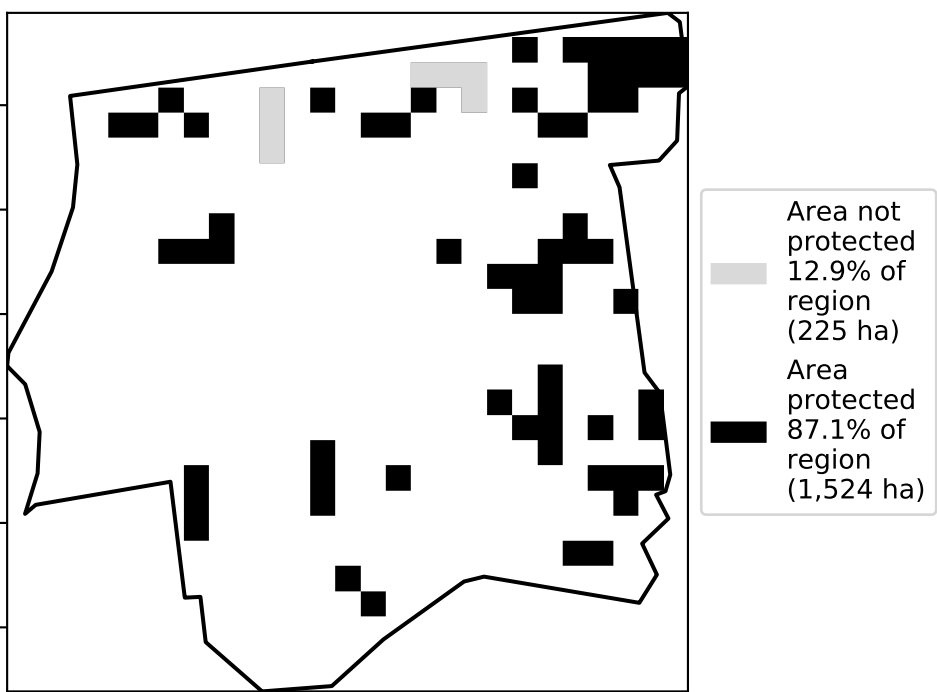 Area not
protected
12.9% of
region
(225 ha)
Area
protected
87.1% of
region
(1,524 ha)